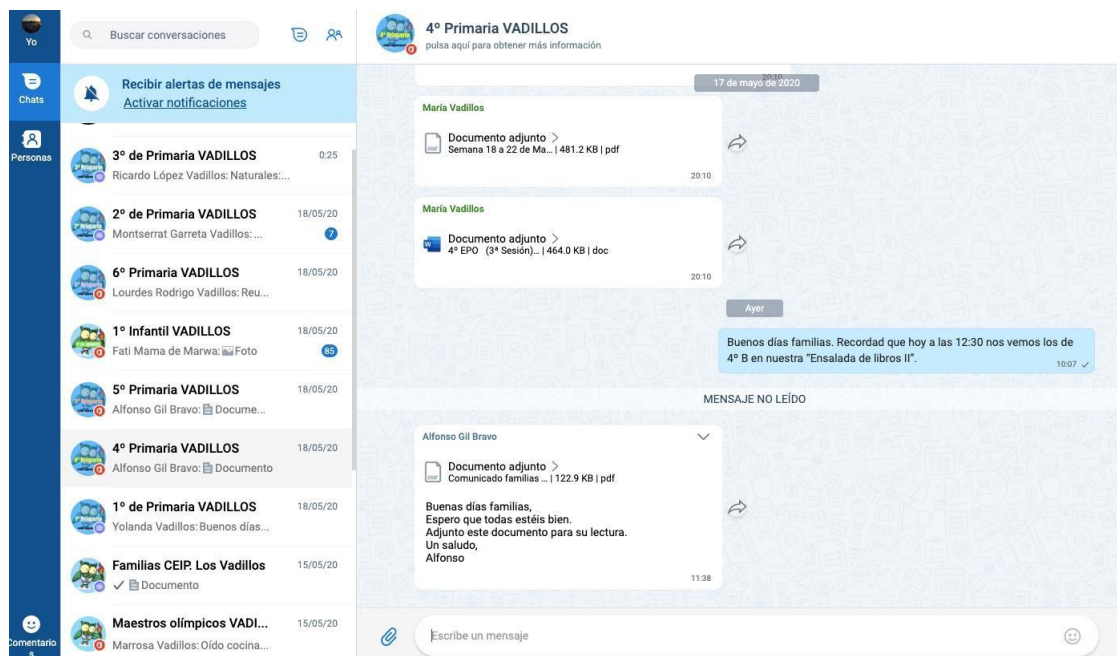 Yo
Chats
Personas
Comentario
s
Buscar conversaciones
Recibir alertas de mensajes
Activar notificaciones
3º de Primaria VADILLOS 0:25
Ricardo López Vadillos: Naturales:...
2º de Primaria VADILLOS 18/05/20
Montserrat Garreta Vadillos: ... 7
6º Primaria VADILLOS 18/05/20
Lourdes Rodrigo Vadillos: Reu...
1º Infantil VADILLOS 18/05/20
Fati Mama de Marwa: Foto 85
5º Primaria VADILLOS 18/05/20
Alfonso Gil Bravo: Docume...
4º Primaria VADILLOS 18/05/20
Alfonso Gil Bravo: Documento
1º de Primaria VADILLOS 18/05/20
Yolanda Vadillos: Buenos días...
Familias CEIP. Los Vadillos 15/05/20
Documento
Maestros olímpicos VADI... 15/05/20
Marrosa Vadillos: Oído cocina...
4º Primaria VADILLOS
pulsa aquí para obtener más información
20:10
17 de mayo de 2020
María Vadillos
Documento adjunto
Semana 18 a 22 de Ma... | 481.2 KB | pdf
20:10
María Vadillos
Documento adjunto
4º EPO (3ª Sesión)... | 464.0 KB | doc
20:10
Ayer
Buenos días familias. Recordad que hoy a las 12:30 nos vemos los de
4º B en nuestra "Ensalada de libros II".
10:07
MENSAJE NO LEÍDO
Alfonso Gil Bravo
Documento adjunto
Comunicado familias ... | 122.9 KB | pdf
Buenas días familias,
Espero que todas estéis bien.
Adjunto este documento para su lectura.
Un saludo,
Alfonso
11:38
Escribe un mensaje